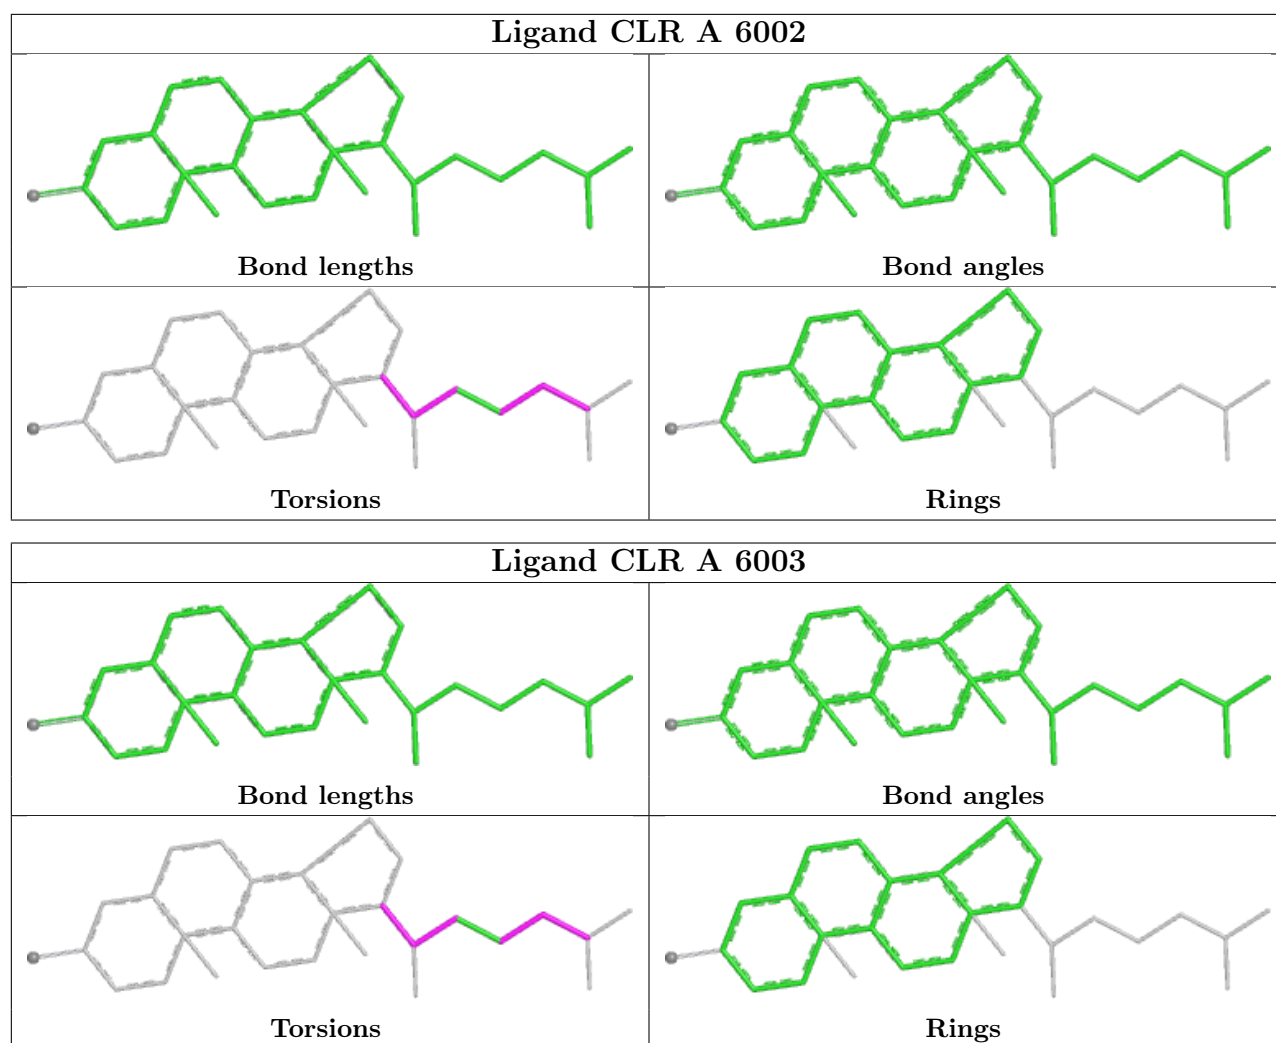 Ligand CLR A 6002
Bond lengths
Bond angles
Torsions
Rings
Ligand CLR A 6003
Bond lengths
Bond angles
Torsions
Rings